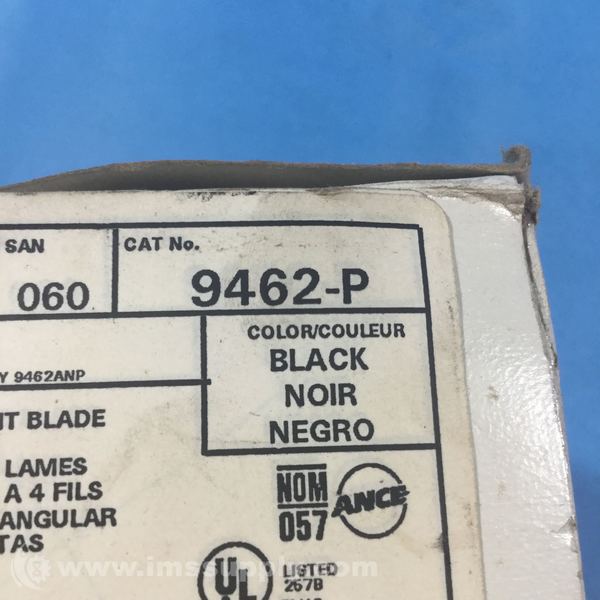 SAN
060
CAT No.
9462-P
COLOR/COULEUR
BLACK
NOIR
NEGRO
Y 9462ANP
T BLADE
LAMES
A 4 FILS
ANGULAR
TAS
NOM
057
ANCE
UL
LISTED
267B
www.imssupply.com